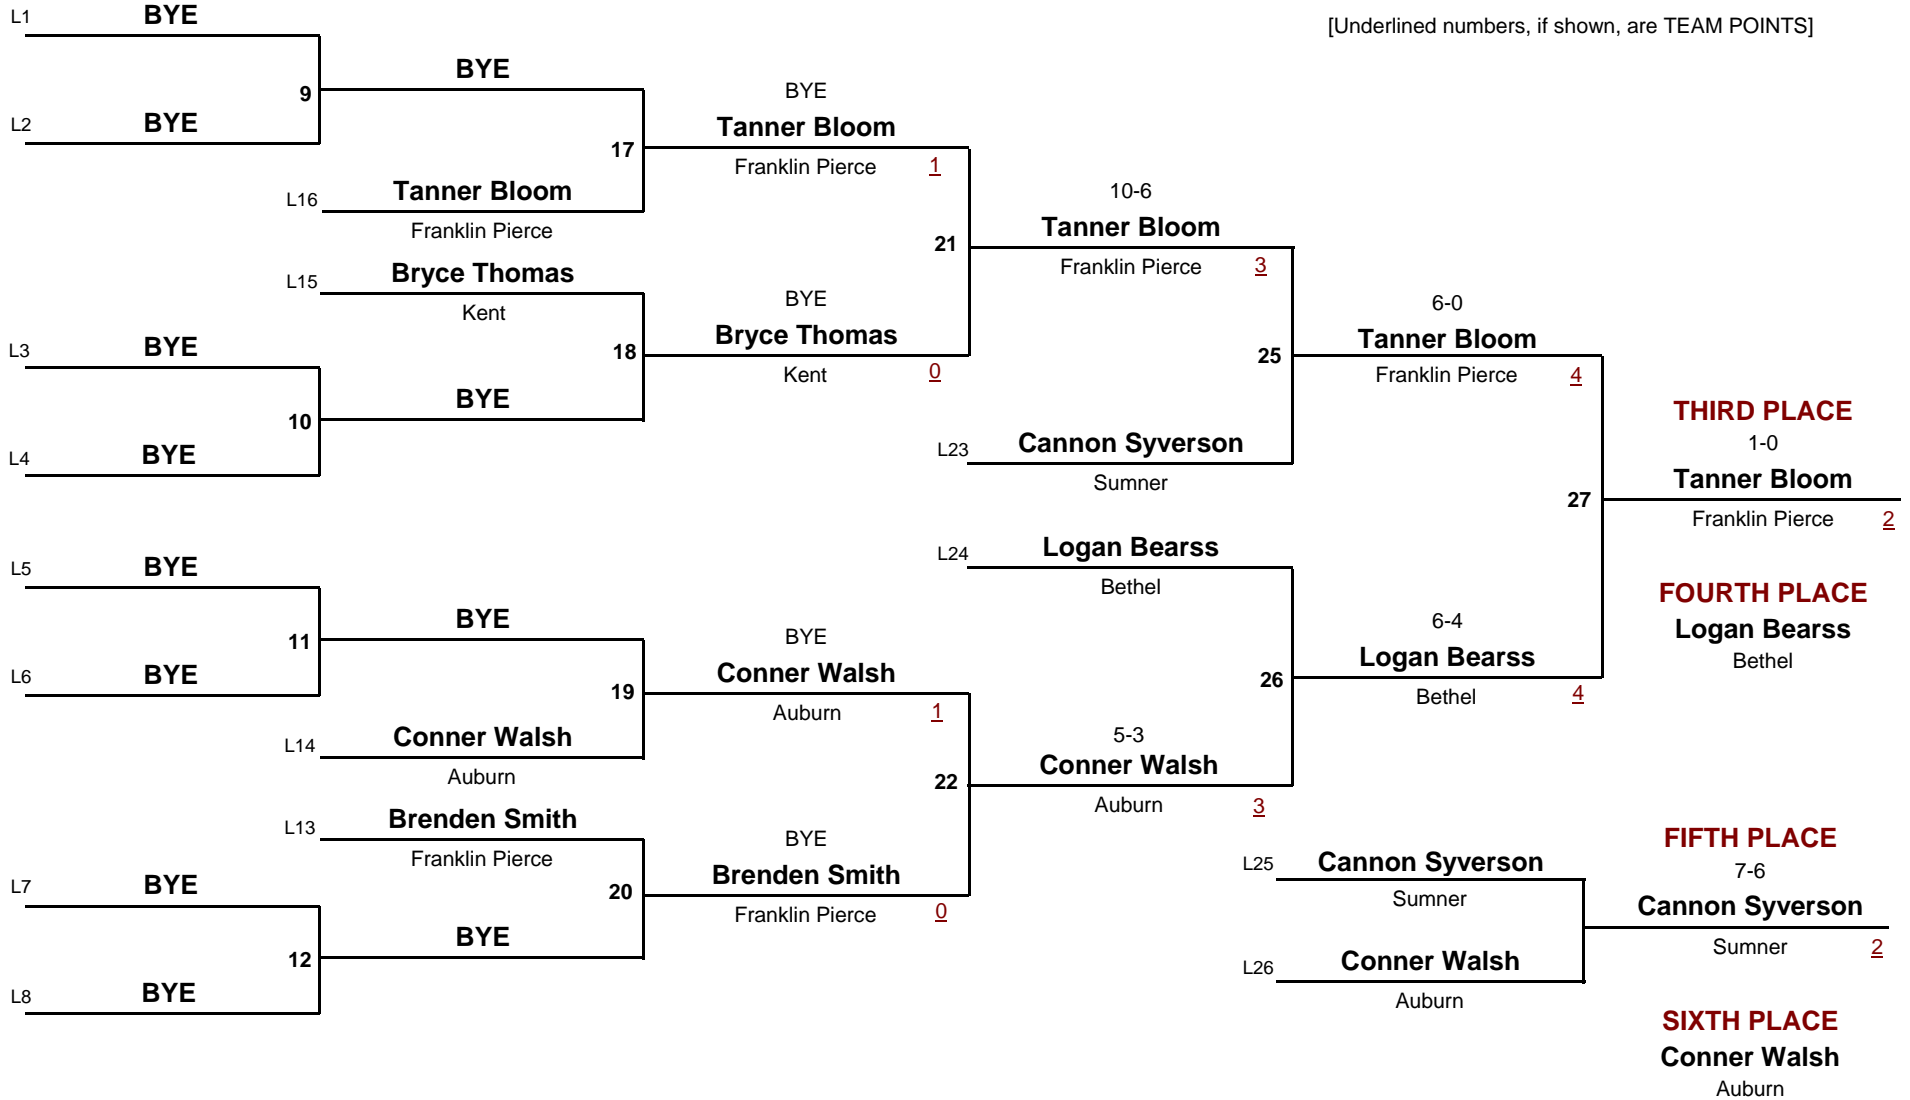 [Underlined numbers, if shown, are TEAM POINTS]
L1 BYE
9 BYE
L2 BYE
17 BYE
Tanner Bloom
Franklin Pierce 1
L16 Tanner Bloom
Franklin Pierce
L15 Bryce Thomas
Kent
18 BYE
Bryce Thomas
Kent 0
L3 BYE
10 BYE
L4 BYE
21 10-6
Tanner Bloom
Franklin Pierce 3
L23 Cannon Syverson
Sumner
25 6-0
Tanner Bloom
Franklin Pierce 4
L5 BYE
11 BYE
L6 BYE
19 BYE
Conner Walsh
Auburn 1
L14 Conner Walsh
Auburn
L13 Brenden Smith
Franklin Pierce
20 BYE
Brenden Smith
Franklin Pierce 0
L7 BYE
12 BYE
L8 BYE
L24 Logan Bearss
Bethel
22 5-3
Conner Walsh
Auburn 3
26 6-4
Logan Bearss
Bethel 4
27
THIRD PLACE
1-0
Tanner Bloom
Franklin Pierce 2
FOURTH PLACE
Logan Bearss
Bethel
L25 Cannon Syverson
Sumner
L26 Conner Walsh
Auburn
FIFTH PLACE
7-6
Cannon Syverson
Sumner 2
SIXTH PLACE
Conner Walsh
Auburn